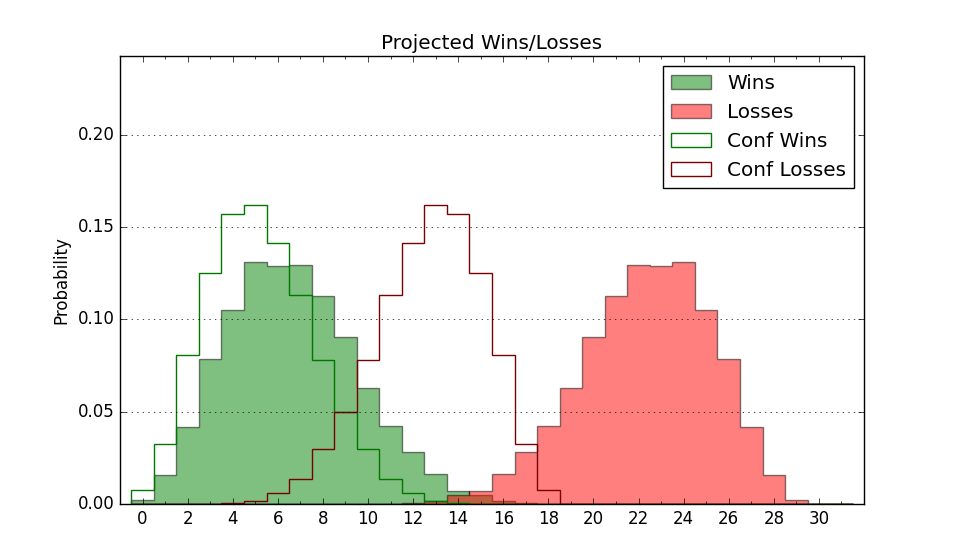 Projected Wins/Losses
Wins
Losses
Conf Wins
Conf Losses
Probability
0.20
0.15
0.10
0.05
0.00
0 2 4 6 8 10 12 14 16 18 20 22 24 26 28 30